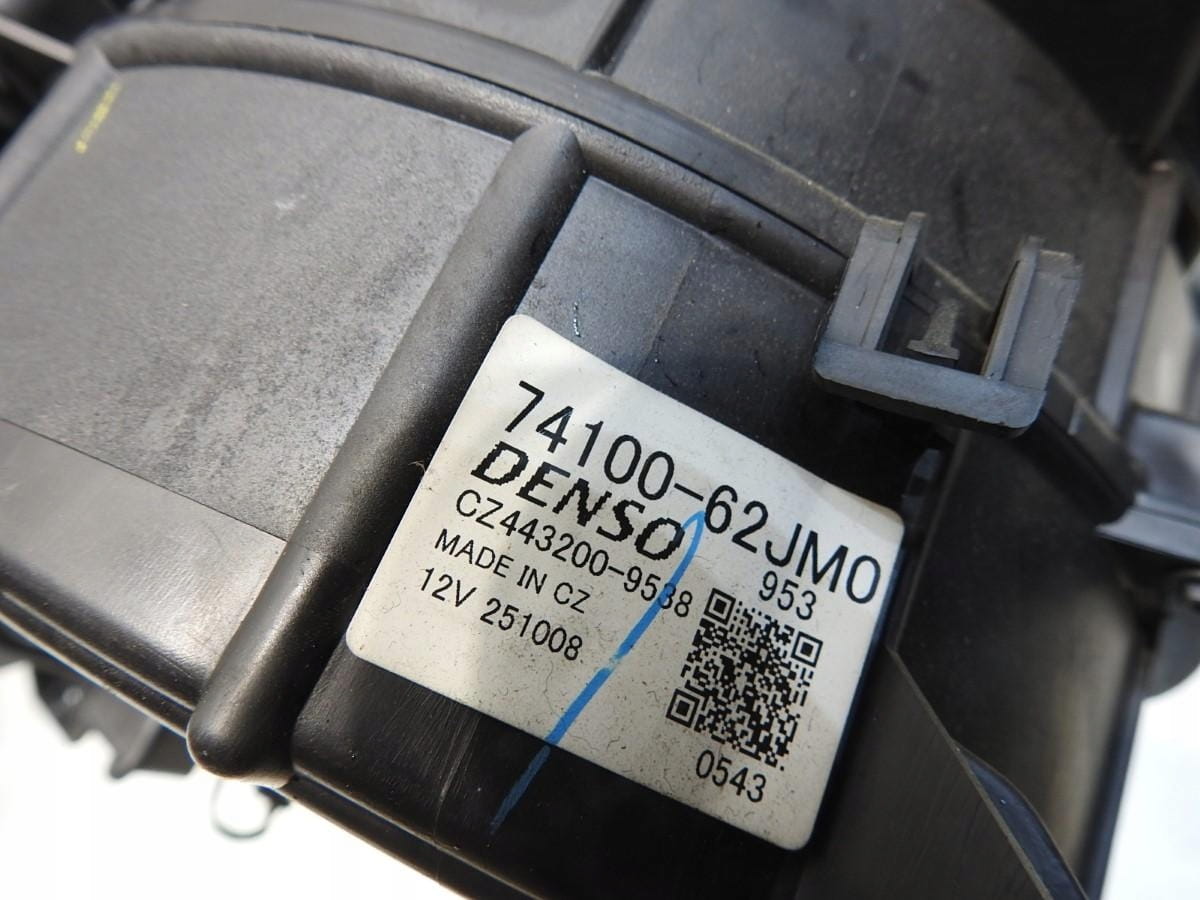 74100-62JM0
DENSO
953
CZ443200-9538
MADE IN CZ
12V 251008
0543